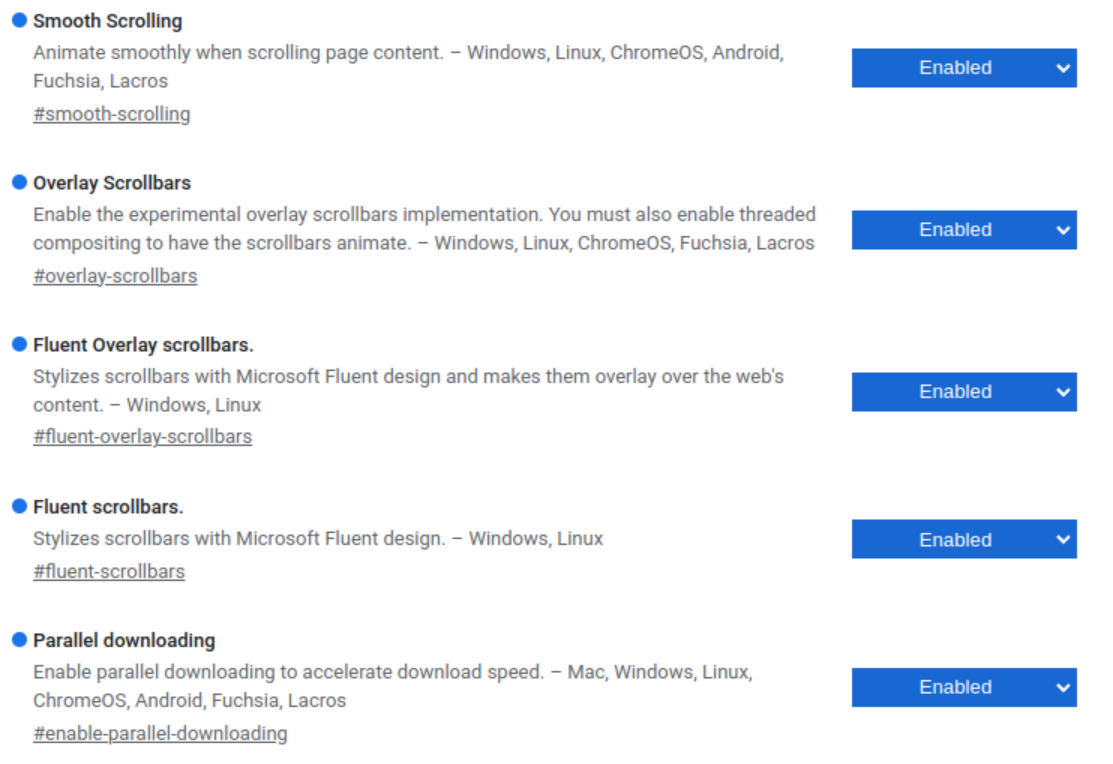 Smooth Scrolling
Animate smoothly when scrolling page content. – Windows, Linux, ChromeOS, Android,
Fuchsia, Lacros
#smooth-scrolling
Enabled
Overlay Scrollbars
Enable the experimental overlay scrollbars implementation. You must also enable threaded
compositing to have the scrollbars animate. – Windows, Linux, ChromeOS, Fuchsia, Lacros
#overlay-scrollbars
Enabled
Fluent Overlay scrollbars.
Stylizes scrollbars with Microsoft Fluent design and makes them overlay over the web's
content. – Windows, Linux
#fluent-overlay-scrollbars
Enabled
Fluent scrollbars.
Stylizes scrollbars with Microsoft Fluent design. – Windows, Linux
#fluent-scrollbars
Enabled
Parallel downloading
Enable parallel downloading to accelerate download speed. – Mac, Windows, Linux,
ChromeOS, Android, Fuchsia, Lacros
#enable-parallel-downloading
Enabled